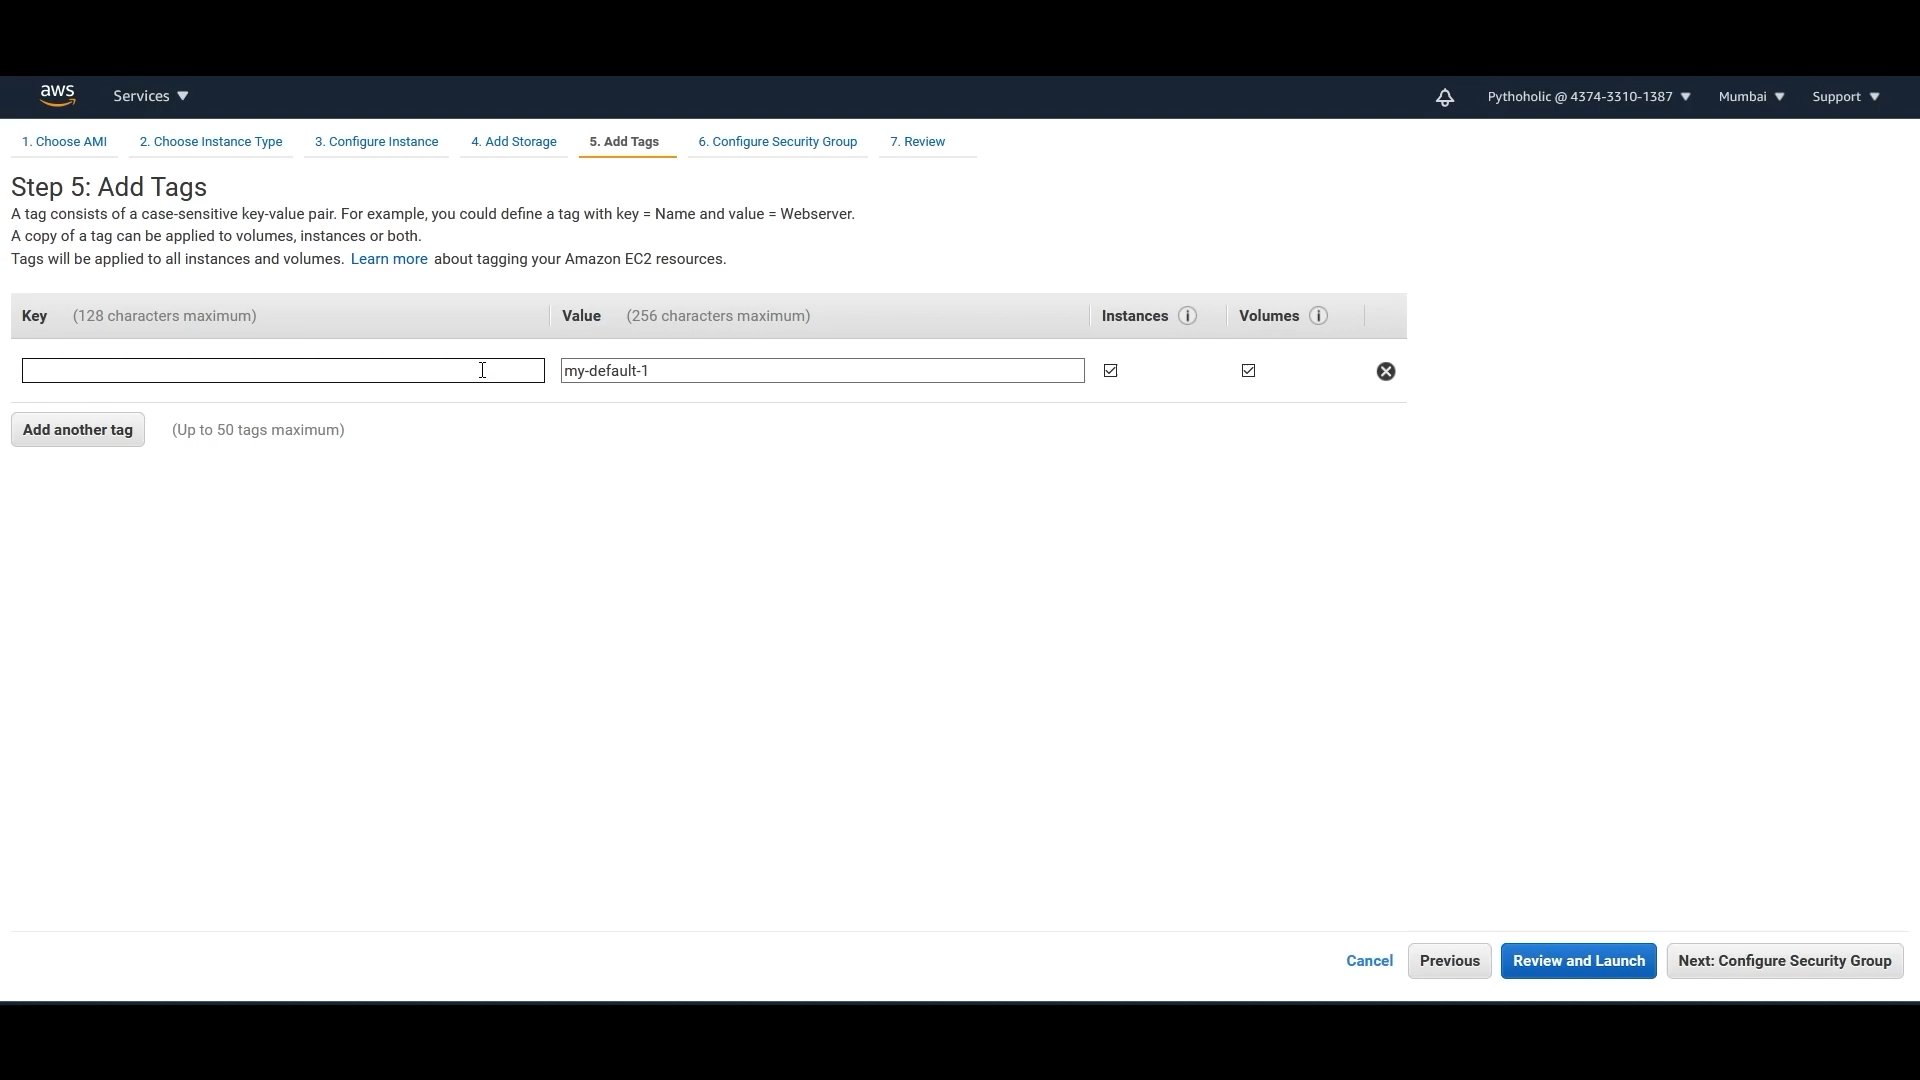 aws Services Pythoholic @ 4374-3310-1387 Mumbai Support
1. Choose AMI 2. Choose Instance Type 3. Configure Instance 4. Add Storage 5. Add Tags 6. Configure Security Group 7. Review
Step 5: Add Tags
A tag consists of a case-sensitive key-value pair. For example, you could define a tag with key = Name and value = Webserver.
A copy of a tag can be applied to volumes, instances or both.
Tags will be applied to all instances and volumes. Learn more about tagging your Amazon EC2 resources.
Key (128 characters maximum) Value (256 characters maximum) Instances i Volumes i
my-default-1
Add another tag (Up to 50 tags maximum)
Cancel Previous Review and Launch Next: Configure Security Group